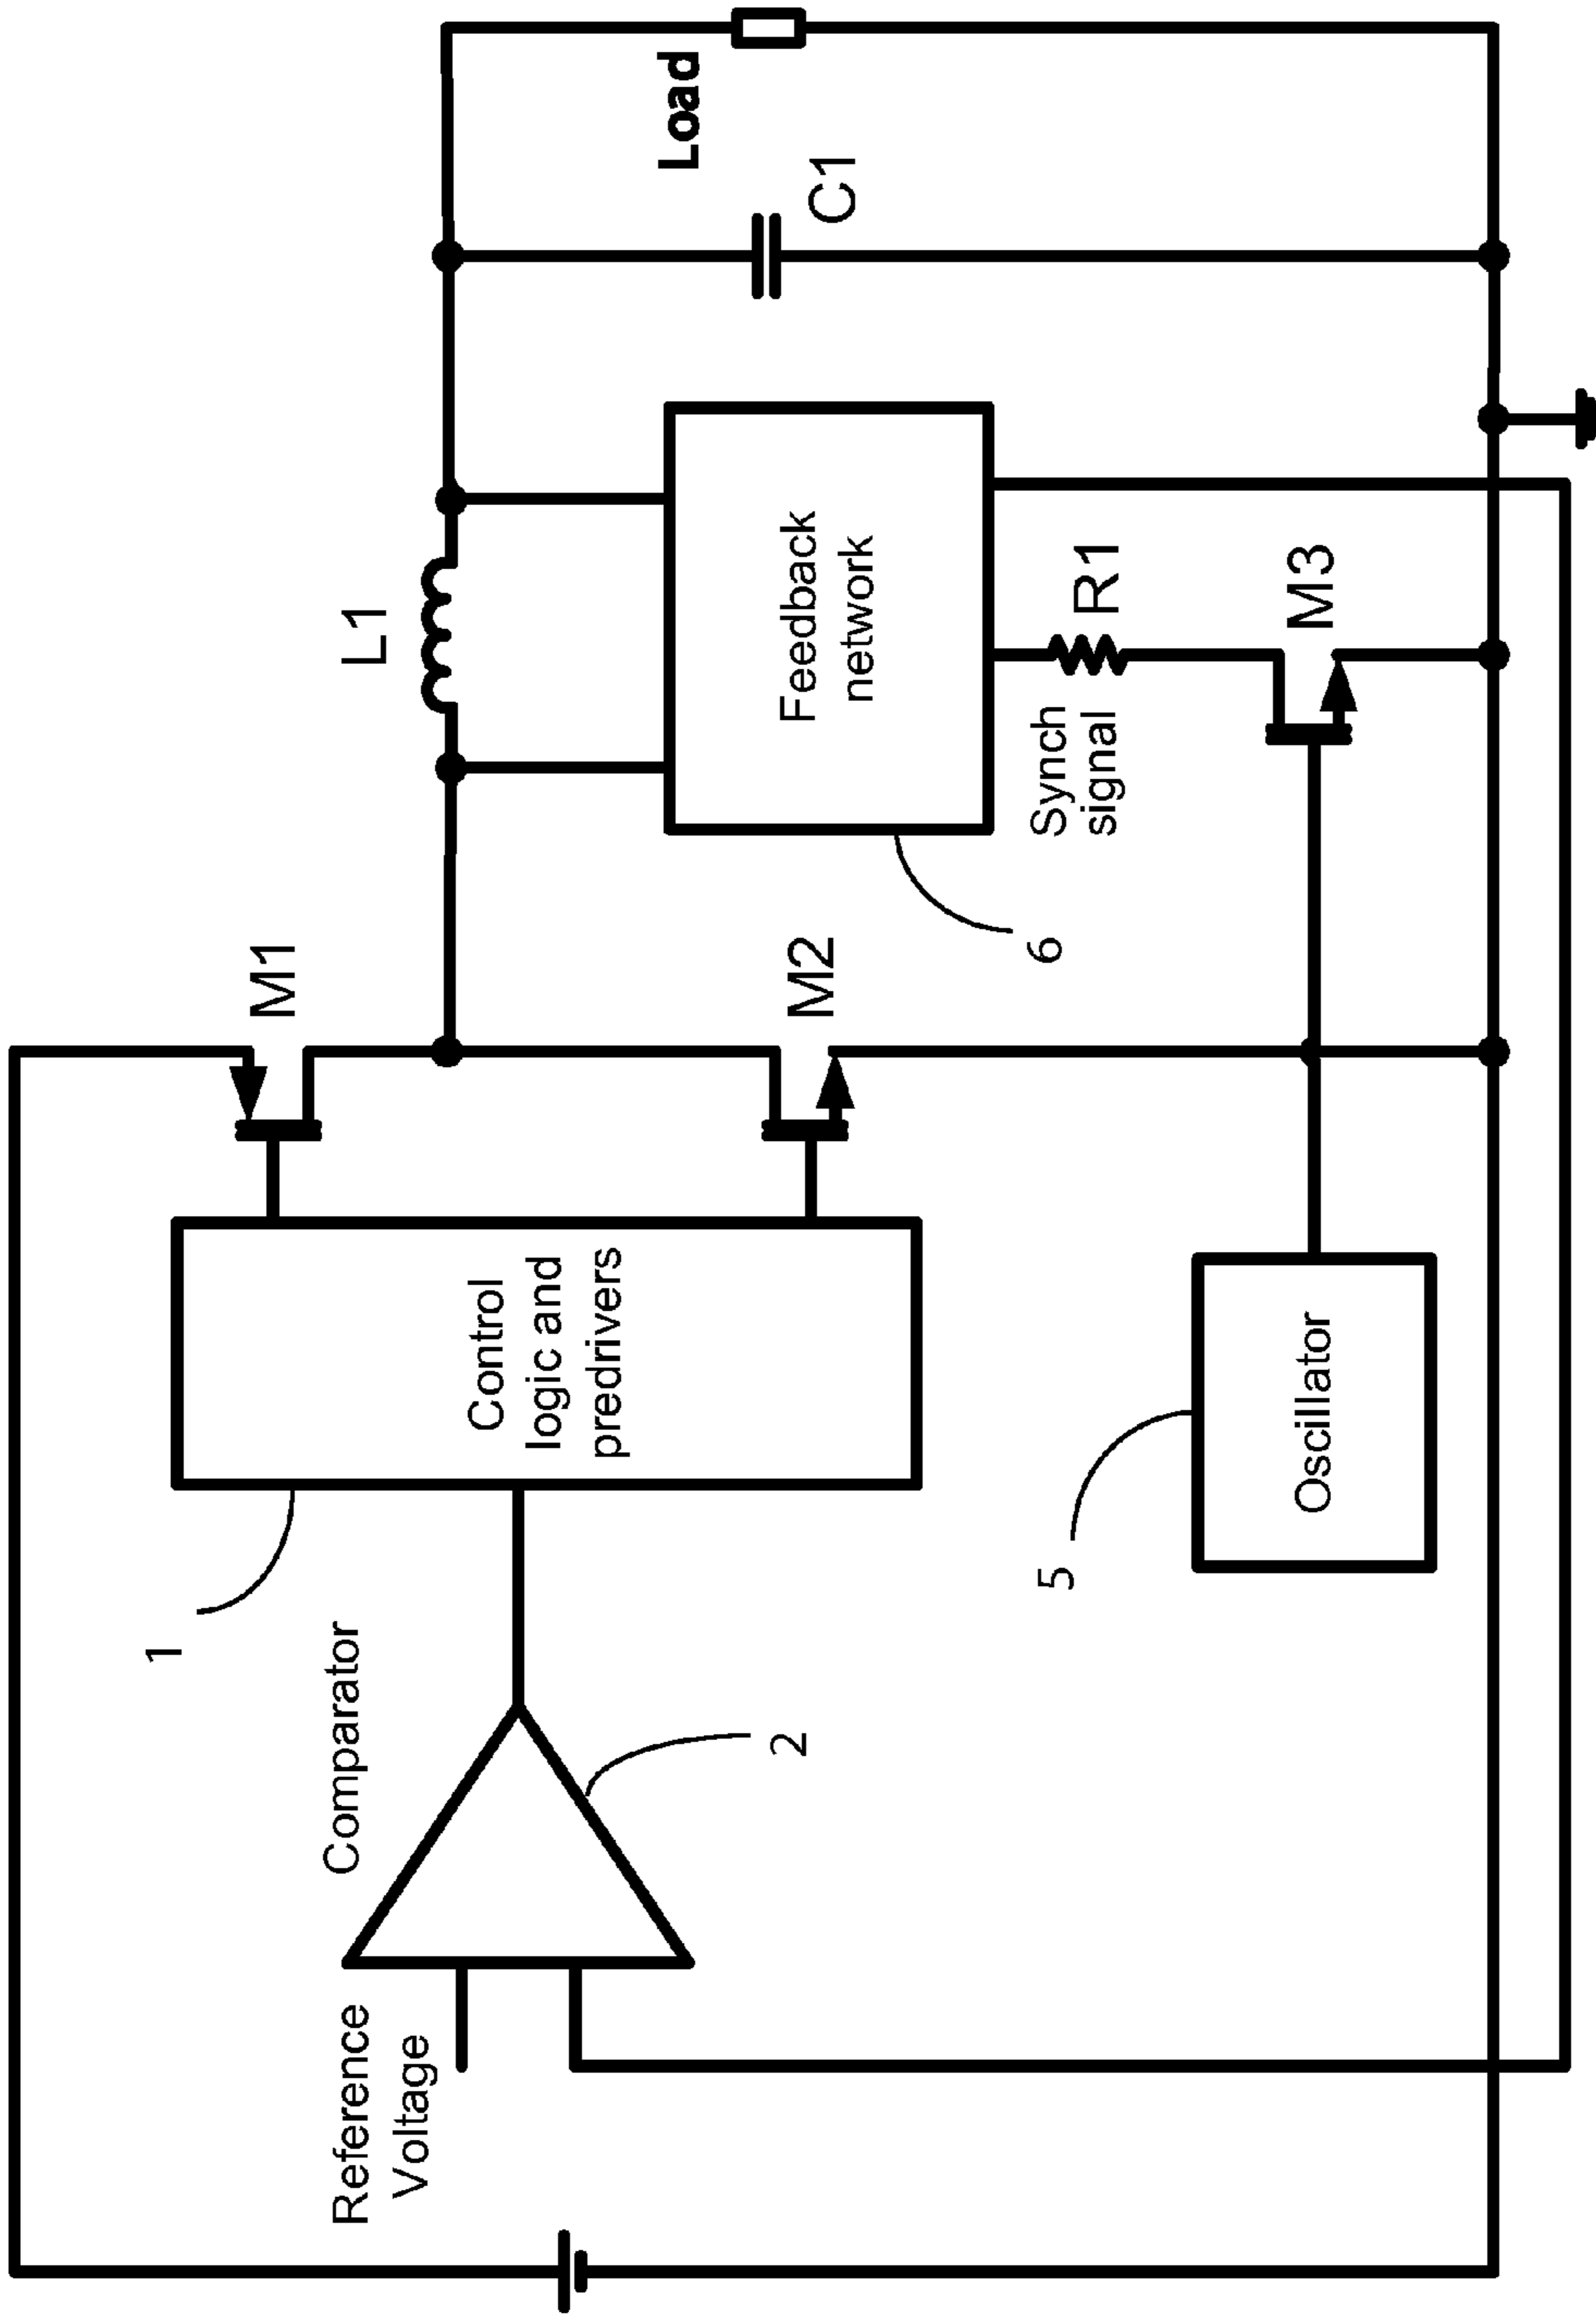 M1
L1
Load
1
Comparator
Control
logic and
predrivers
M2
Feedback
network
C1
Reference
Voltage
2
6
Synch
signal
R1
5
Oscillator
M3